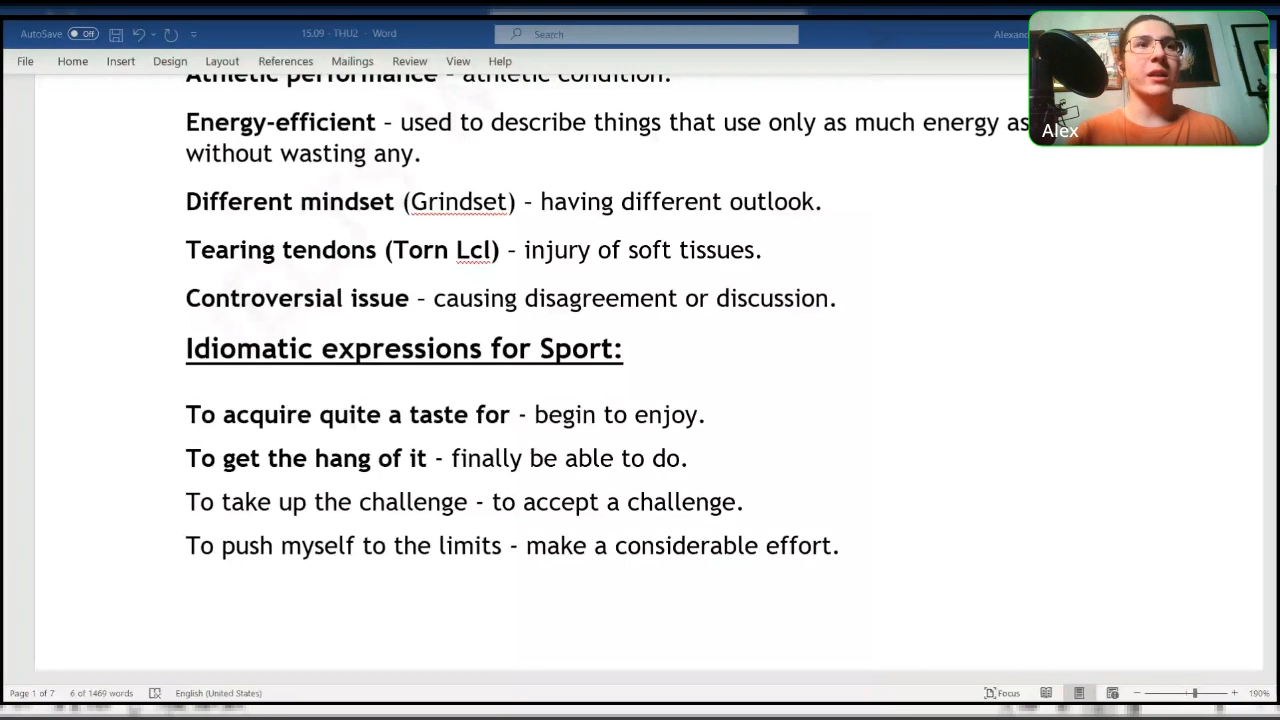 AutoSave Off 15.09 - THU2 - Word Search
Alex
File Home Insert Design Layout References Mailings Review View Help
Athletic performance – athletic condition.
Energy-efficient – used to describe things that use only as much energy as
without wasting any.
Different mindset (Grindset) – having different outlook.
Tearing tendons (Torn Lcl) – injury of soft tissues.
Controversial issue – causing disagreement or discussion.
Idiomatic expressions for Sport:
To acquire quite a taste for - begin to enjoy.
To get the hang of it - finally be able to do.
To take up the challenge - to accept a challenge.
To push myself to the limits - make a considerable effort.
Page 1 of 7 6 of 1469 words English (United States) Focus 190%